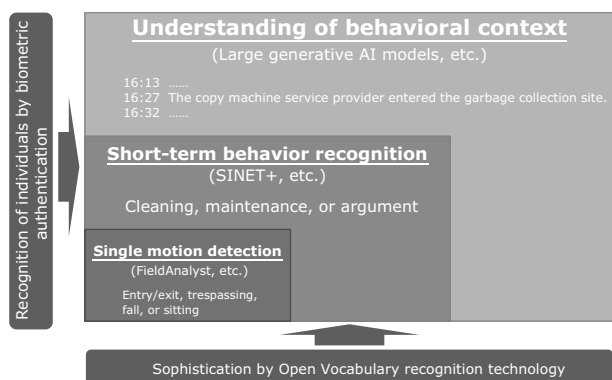 Recognition of individuals by biometric
authentication
Understanding of behavioral context
(Large generative AI models, etc.)
16:13 ……
16:27 The copy machine service provider entered the garbage collection site.
16:32 ……
Short-term behavior recognition
(SINET+, etc.)
Cleaning, maintenance, or argument
Single motion detection
(FieldAnalyst, etc.)
Entry/exit, trespassing,
fall, or sitting
Sophistication by Open Vocabulary recognition technology